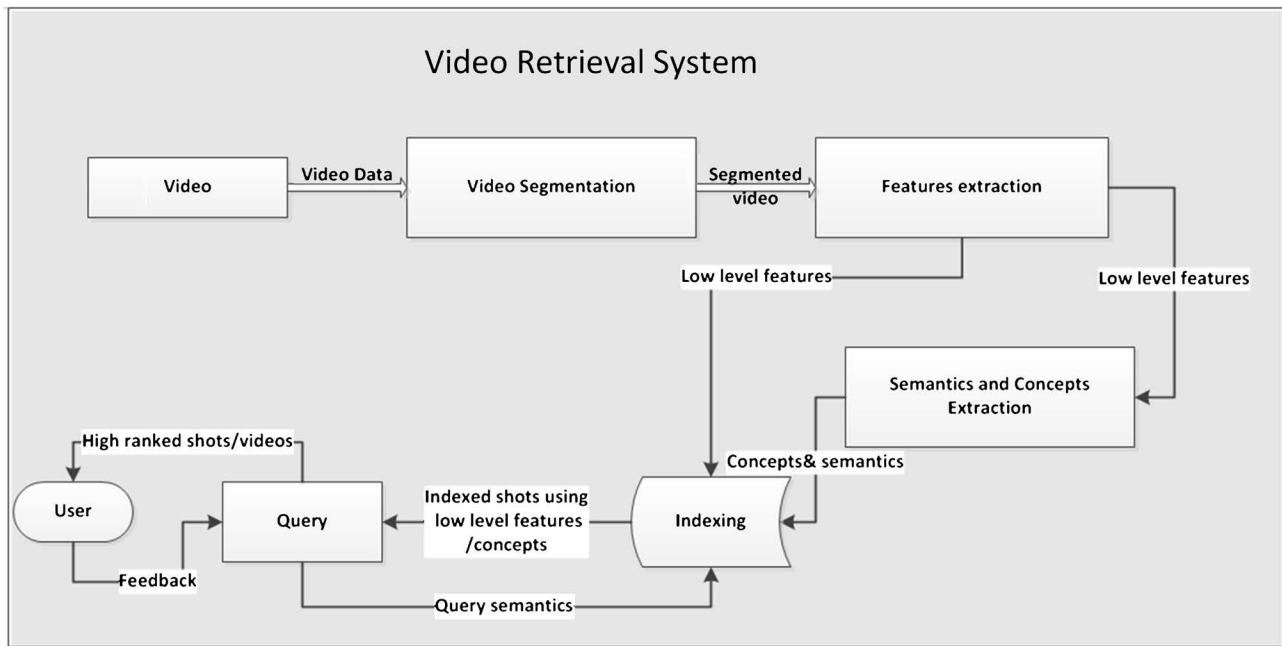 Video Retrieval System
Video
Video Data
Video Segmentation
Segmented
video
Features extraction
Low level features
Low level features
Semantics and Concepts
Extraction
High ranked shots/videos
Concepts& semantics
User
Query
Indexed shots using
low level features
/concepts
Indexing
Feedback
Query semantics